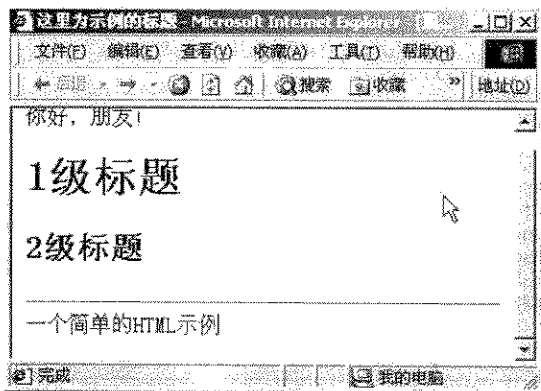 这里为示例的标题 - Microsoft Internet Explorer
文件(F) 编辑(E) 查看(V) 收藏(A) 工具(T) 帮助(H)
后退 搜索 收藏 » 地址(D)
你好，朋友！
1级标题
2级标题
一个简单的HTML示例
完成 我的电脑